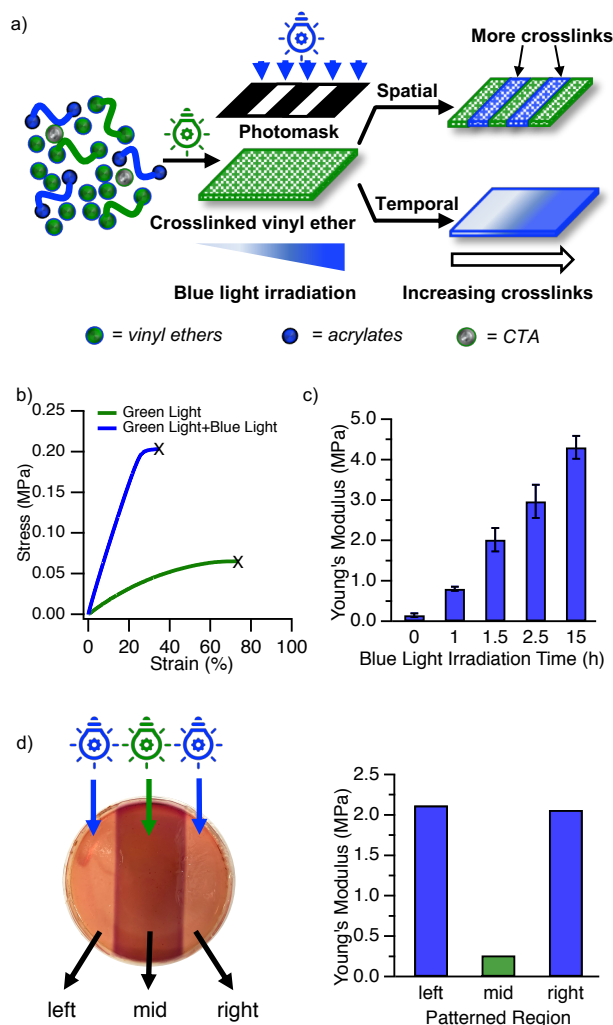 a)
More crosslinks
Spatial
Photomask
Crosslinked vinyl ether
Temporal
Blue light irradiation
Increasing crosslinks
= vinyl ethers
= acrylates
= CTA
b)
Green Light
Green Light+Blue Light
Stress (MPa)
0.25
0.20
0.15
0.10
0.05
0.00
X
X
0 20 40 60 80 100
Strain (%)
c)
Young's Modulus (MPa)
5.0
4.0
3.0
2.0
1.0
0.0
0 1 1.5 2.5 15
Blue Light Irradiation Time (h)
d)
left mid right
Young's Modulus (MPa)
2.5
2.0
1.5
1.0
0.5
0.0
left mid right
Patterned Region